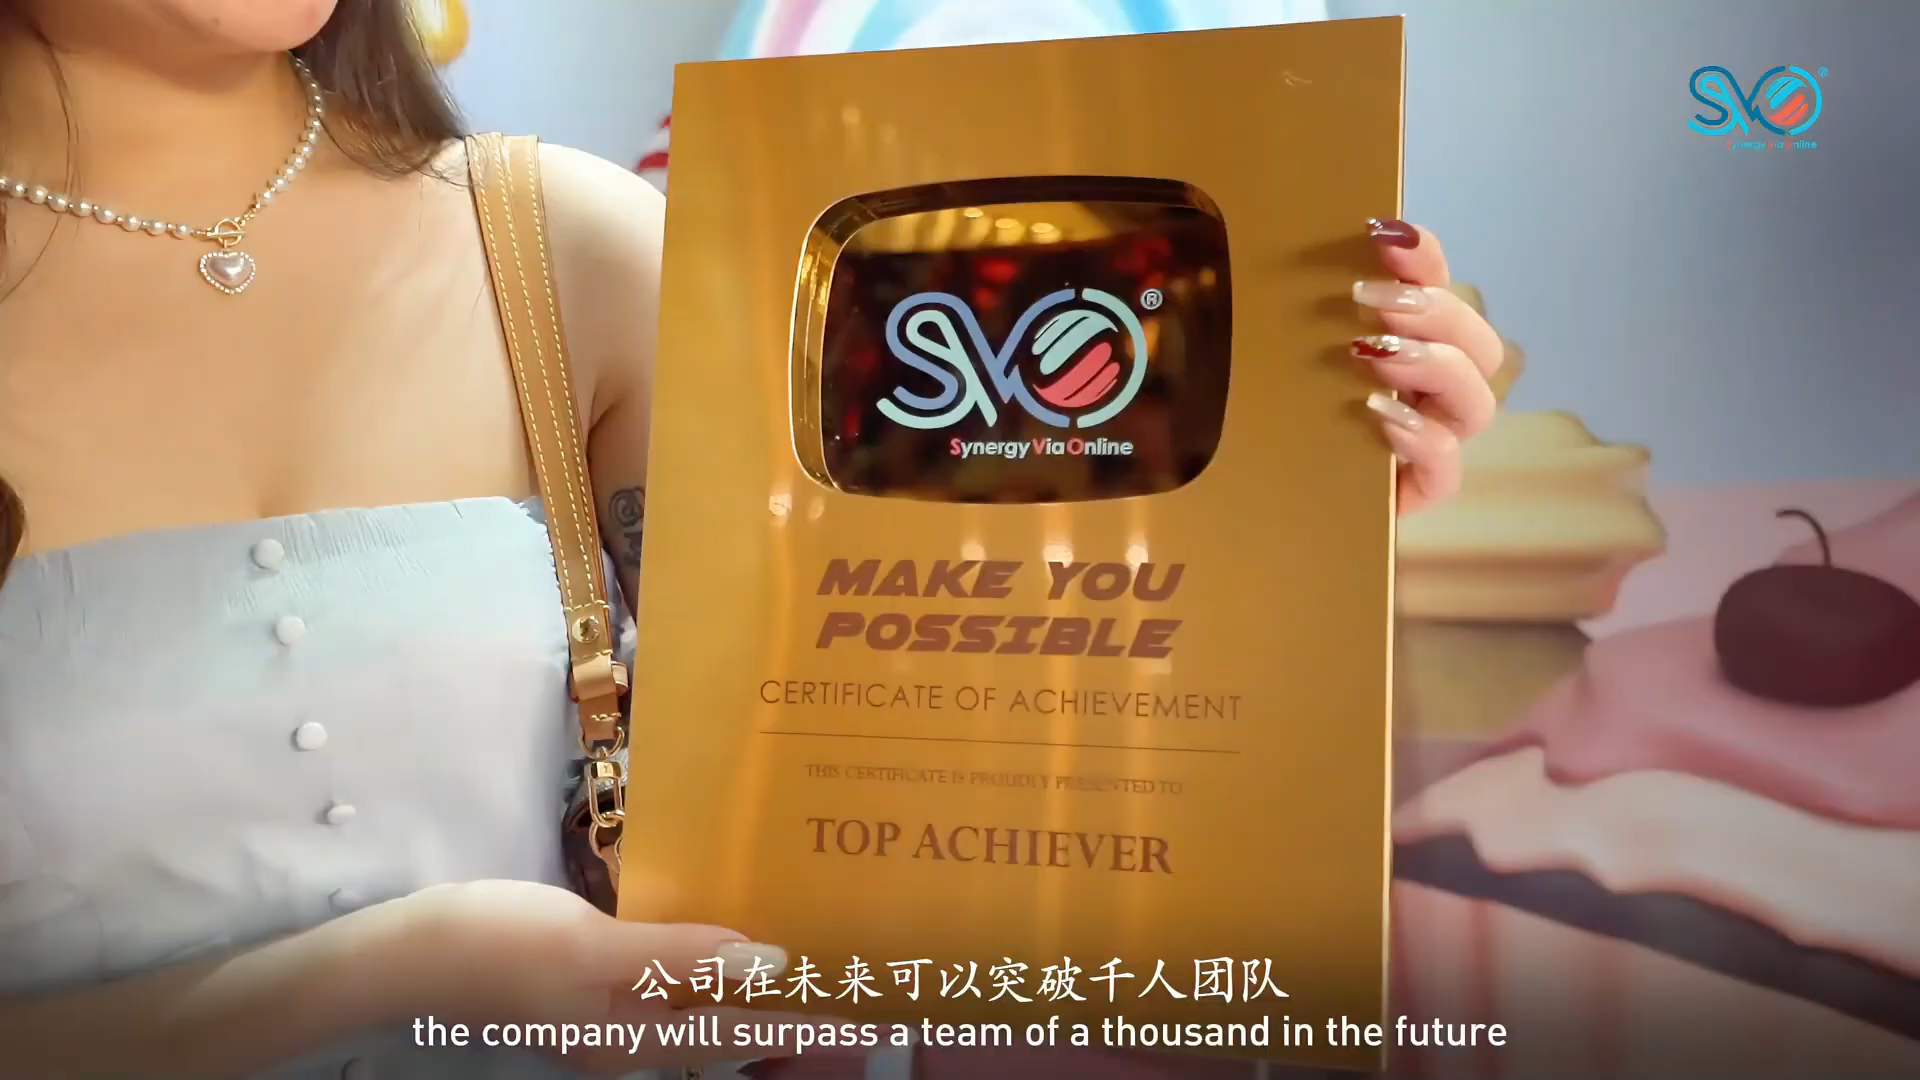 SVO®
Synergy Via Online
SVO®
Synergy Via Online
MAKE YOU
POSSIBLE
CERTIFICATE OF ACHIEVEMENT
THIS CERTIFICATE IS PROUDLY PRESENTED TO
TOP ACHIEVER
公司在未来可以突破千人团队
the company will surpass a team of a thousand in the future